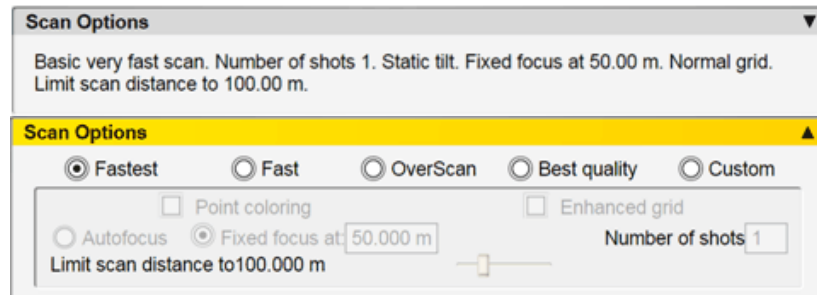 Scan Options
Basic very fast scan. Number of shots 1. Static tilt. Fixed focus at 50.00 m. Normal grid.
Limit scan distance to 100.00 m.
Scan Options
Fastest Fast OverScan Best quality Custom
Point coloring Enhanced grid
Autofocus Fixed focus at: 50.000 m Number of shots 1
Limit scan distance to100.000 m